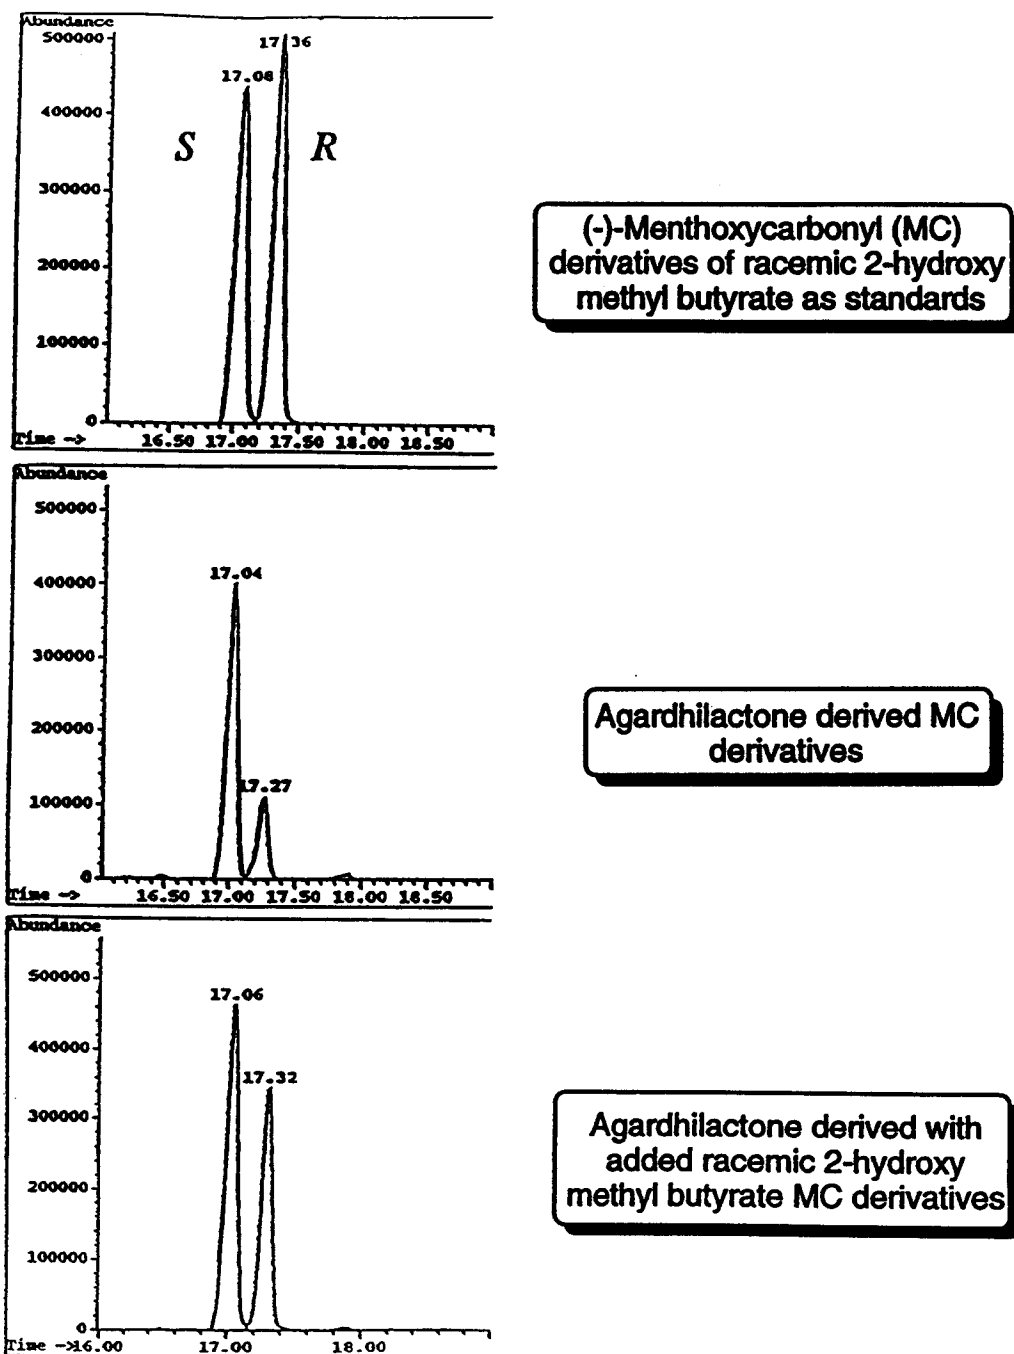 Abundance
500000
17.36
17.08
400000
S R
300000
200000
100000
0
Time -> 16.50 17.00 17.50 18.00 18.50
(-)-Menthoxycarbonyl (MC)
derivatives of racemic 2-hydroxy
methyl butyrate as standards
Abundance
500000
17.04
400000
300000
200000
17.27
100000
0
Time -> 16.50 17.00 17.50 18.00 18.50
Agardhilactone derived MC
derivatives
Abundance
500000
17.06
400000
17.32
300000
200000
100000
0
Time ->16.00 17.00 18.00
Agardhilactone derived with
added racemic 2-hydroxy
methyl butyrate MC derivatives